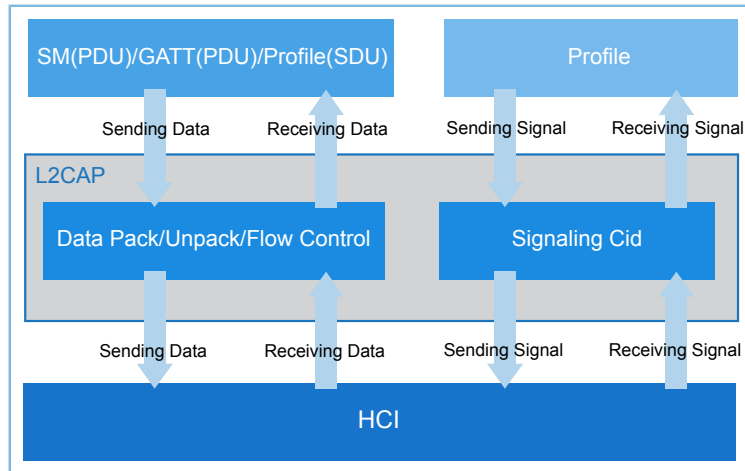 SM(PDU)/GATT(PDU)/Profile(SDU)
Profile
Sending Data
Receiving Data
Sending Signal
Receiving Signal
L2CAP
Data Pack/Unpack/Flow Control
Signaling Cid
Sending Data
Receiving Data
Sending Signal
Receiving Signal
HCI